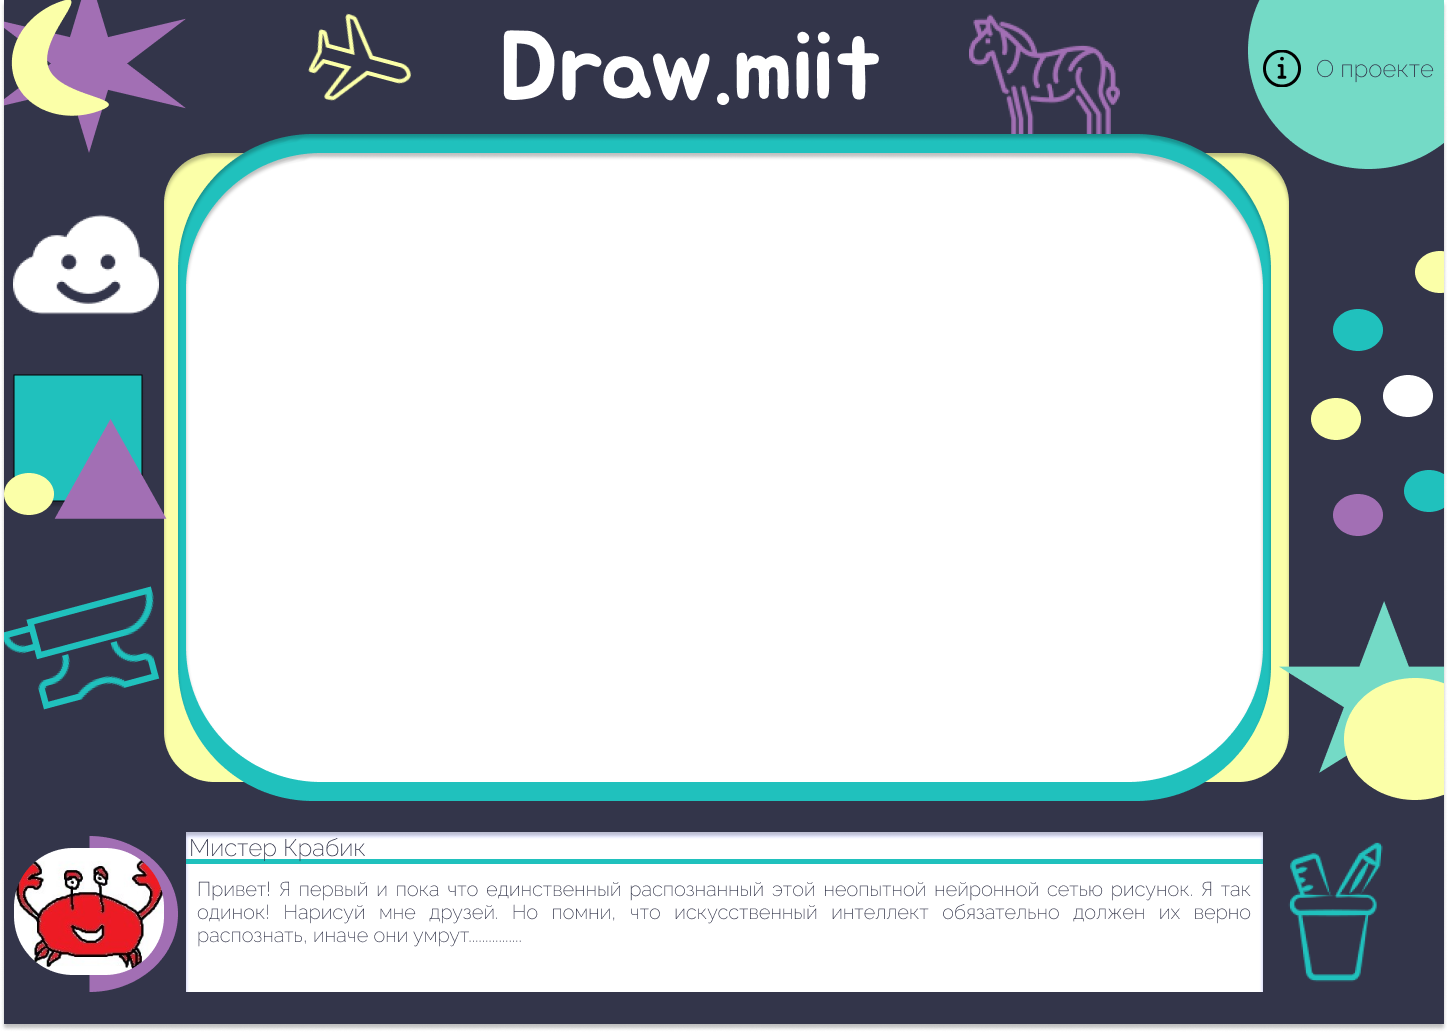 Draw.miit
О проекте
Мистер Крабик
Привет! Я первый и пока что единственный распознанный этой неопытной нейронной сетью рисунок. Я так
одинок! Нарисуй мне друзей. Но помни, что искусственный интеллект обязательно должен их верно
распознать, иначе они умрут................